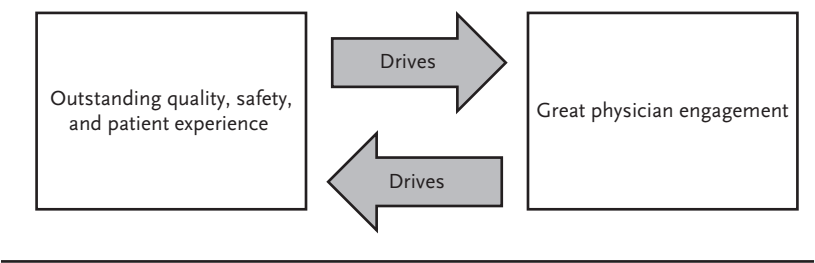 Outstanding quality, safety,
and patient experience
Drives
Drives
Great physician engagement